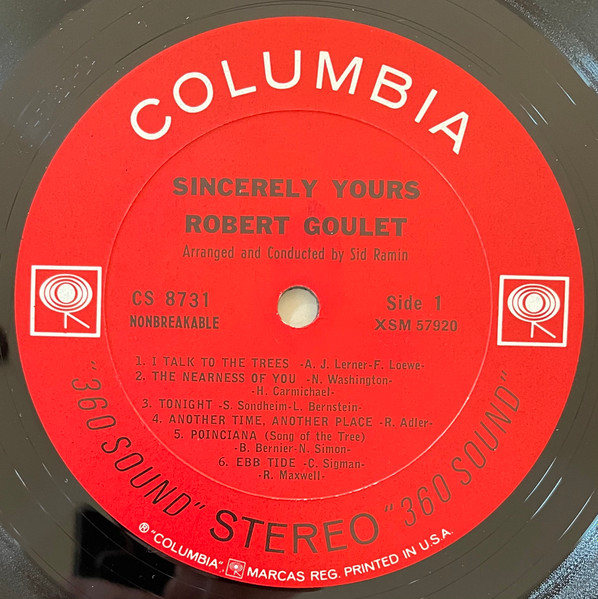 COLUMBIA
SINCERELY YOURS
ROBERT GOULET
Arranged and Conducted by Sid Ramin
CS 8731
NONBREAKABLE
Side 1
XSM 57920
1. I TALK TO THE TREES -A. J. Lerner-F. Loewe-
2. THE NEARNESS OF YOU -N. Washington-
-H. Carmichael-
3. TONIGHT -S. Sondheim-L. Bernstein-
4. ANOTHER TIME, ANOTHER PLACE -R. Adler-
5. POINCIANA (Song of the Tree)
-B. Bernier-N. Simon-
6. EBB TIDE -C. Sigman-
-R. Maxwell-
"360 SOUND" STEREO "360 SOUND"
® "COLUMBIA", MARCAS REG. PRINTED IN U.S.A.